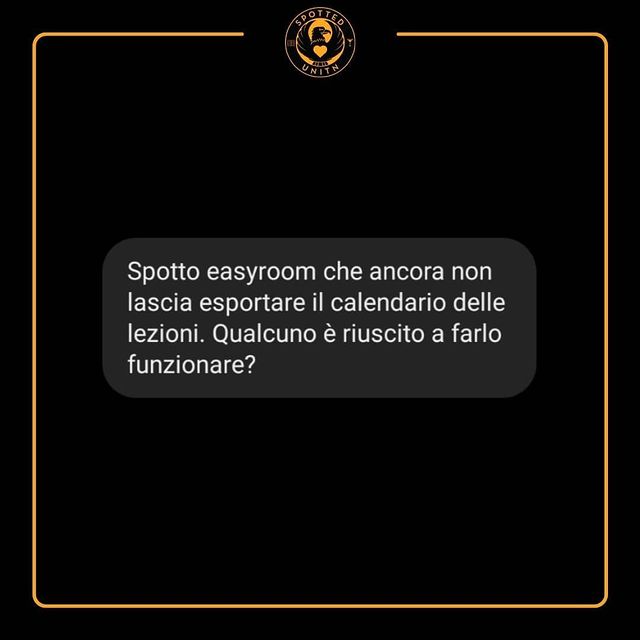 SPOTTED
UNITN
Spotto easyroom che ancora non
lascia esportare il calendario delle
lezioni. Qualcuno è riuscito a farlo
funzionare?